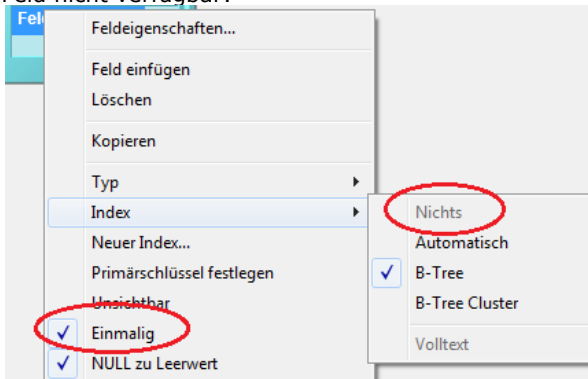 Feld nicht verfügbar:
Feldeigenschaften...
Feld einfügen
Löschen
Kopieren
Typ
Index
Neuer Index...
Primärschlüssel festlegen
Unsichtbar
Einmalig
NULL zu Leerwert
Nichts
Automatisch
B-Tree
B-Tree Cluster
Volltext